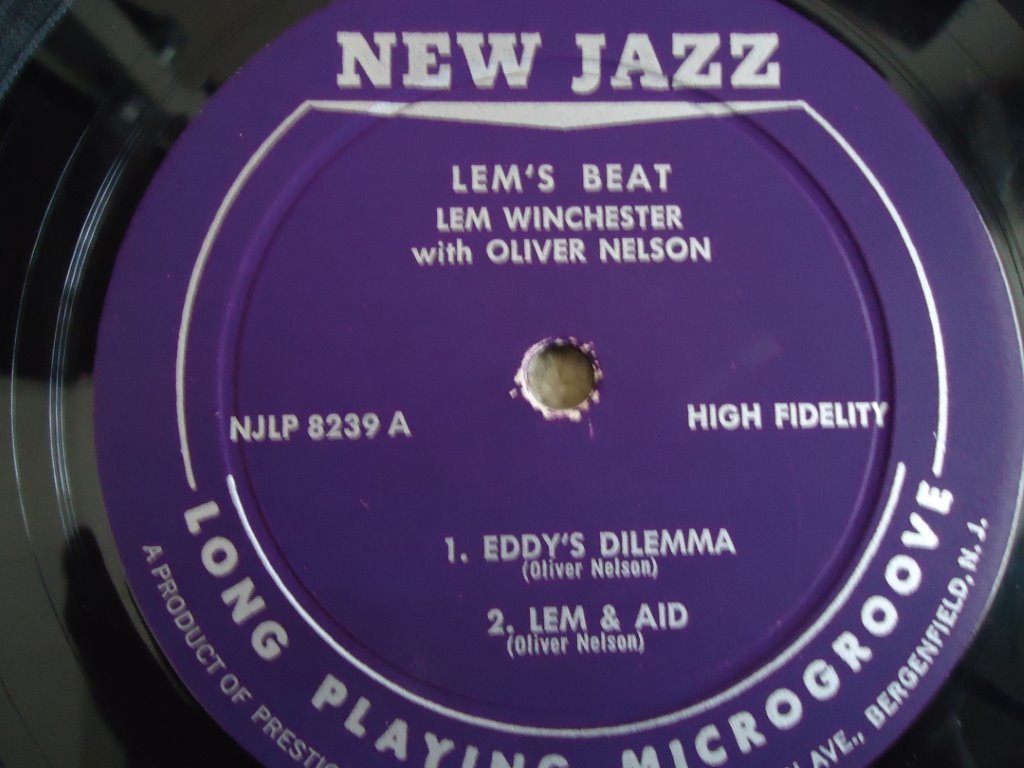 NEW JAZZ
LEM'S BEAT
LEM WINCHESTER
with OLIVER NELSON
NJLP 8239 A
HIGH FIDELITY
1. EDDY'S DILEMMA
(Oliver Nelson)
2. LEM & AID
(Oliver Nelson)
LONG PLAYING MICROGROOVE
A PRODUCT OF AVE., BERGENFIELD, N. J.